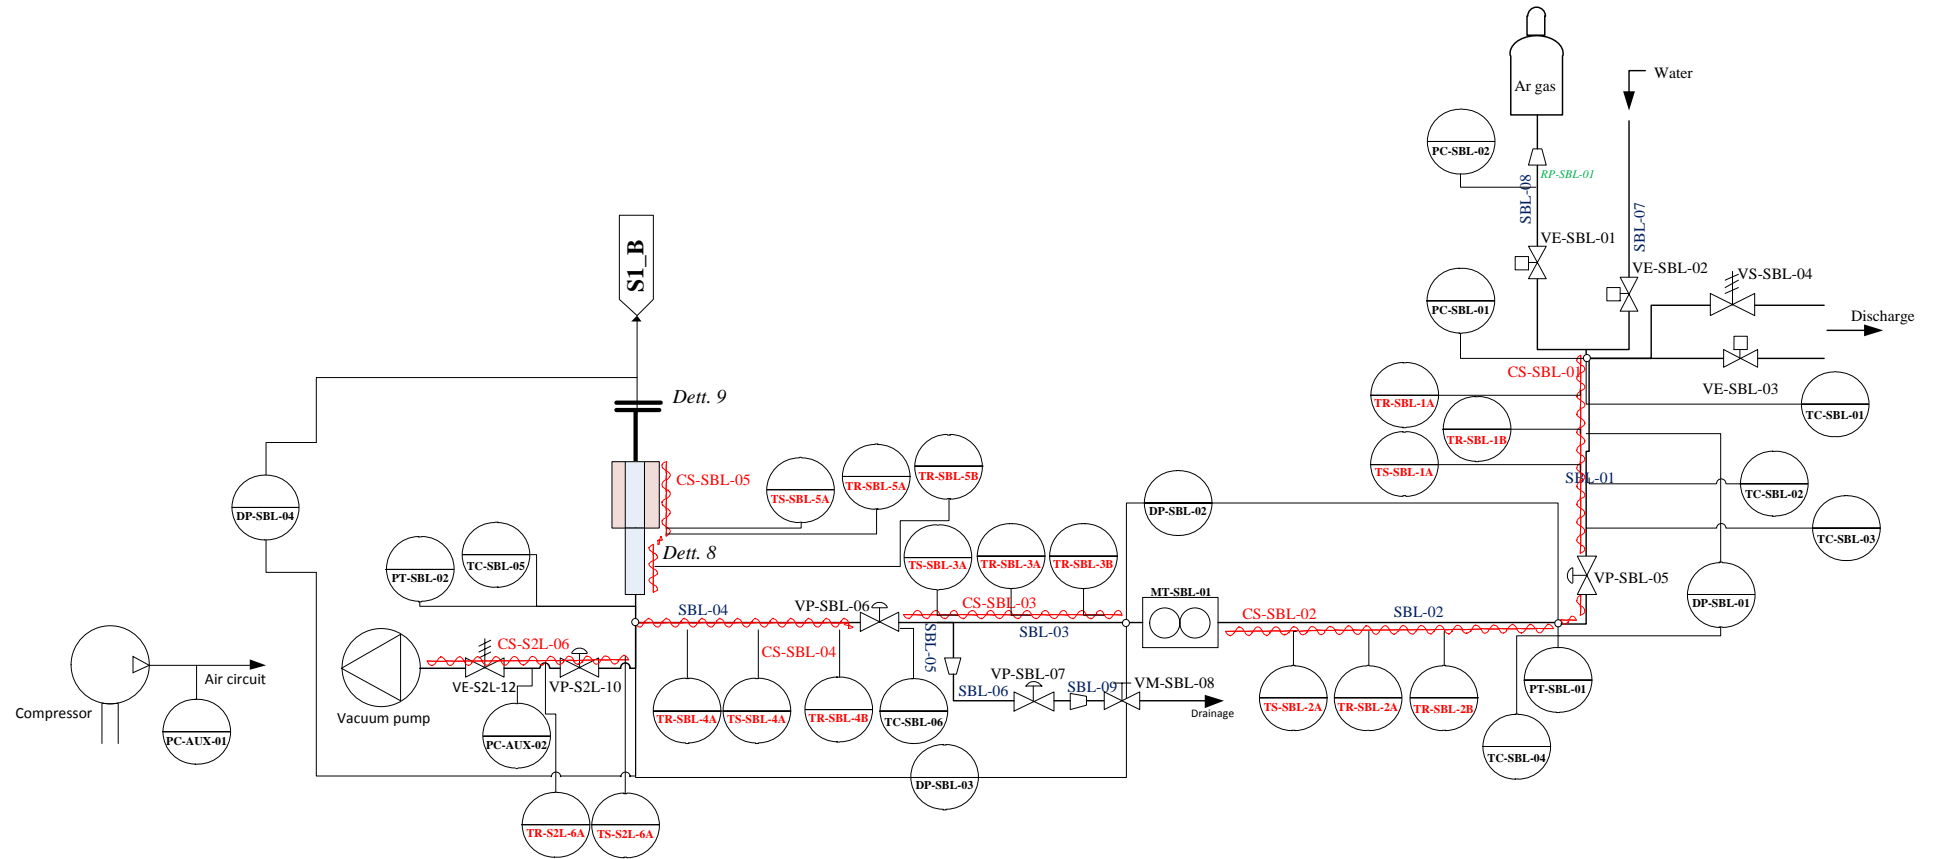 Ar gas
Water
PC-SBL-02
RP-SBL-01
SBL-08
SBL-07
VE-SBL-01
VE-SBL-02
VS-SBL-04
PC-SBL-01
Discharge
S1_B
CS-SBL-01
VE-SBL-03
TR-SBL-1A
TC-SBL-01
TR-SBL-1B
TS-SBL-1A
SBL-01
TC-SBL-02
TC-SBL-03
Dett. 9
CS-SBL-05
TS-SBL-5A
TR-SBL-5A
TR-SBL-5B
DP-SBL-04
DP-SBL-02
Dett. 8
PT-SBL-02
TC-SBL-05
TS-SBL-3A
TR-SBL-3A
TR-SBL-3B
VP-SBL-05
DP-SBL-01
MT-SBL-01
SBL-04
VP-SBL-06
CS-SBL-03
SBL-03
CS-SBL-02
SBL-02
CS-S2L-06
CS-SBL-04
SBL-05
VE-S2L-12
VP-S2L-10
VP-SBL-07
SBL-06
SBL-09
VM-SBL-08
Drainage
Air circuit
Compressor
Vacuum pump
PC-AUX-01
PC-AUX-02
TR-SBL-4A
TS-SBL-4A
TR-SBL-4B
TC-SBL-06
TS-SBL-2A
TR-SBL-2A
TR-SBL-2B
PT-SBL-01
TC-SBL-04
DP-SBL-03
TR-S2L-6A
TS-S2L-6A